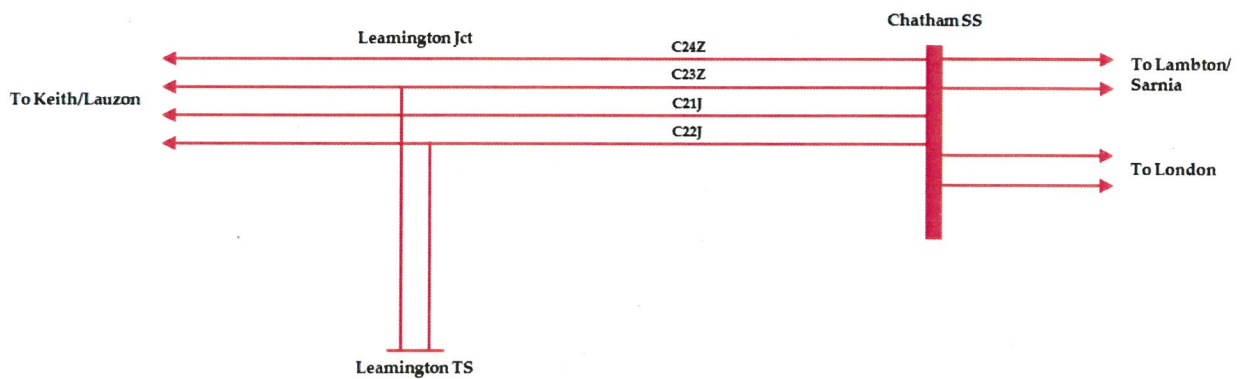 Chatham SS
Leamington Jct
C24Z
To Lambton/
Sarnia
C23Z
To Keith/Lauzon
C21J
C22J
To London
Leamington TS